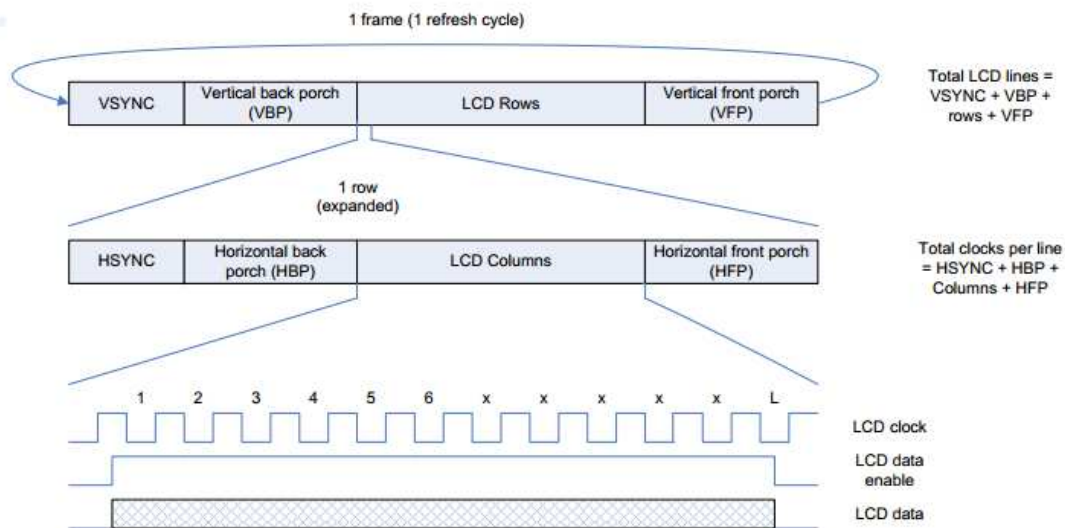 1 frame (1 refresh cycle)
VSYNC
Vertical back porch
(VBP)
LCD Rows
Vertical front porch
(VFP)
Total LCD lines =
VSYNC + VBP +
rows + VFP
1 row
(expanded)
HSYNC
Horizontal back
porch (HBP)
LCD Columns
Horizontal front porch
(HFP)
Total clocks per line
= HSYNC + HBP +
Columns + HFP
1 2 3 4 5 6 x x x x x L
LCD clock
LCD data
enable
LCD data